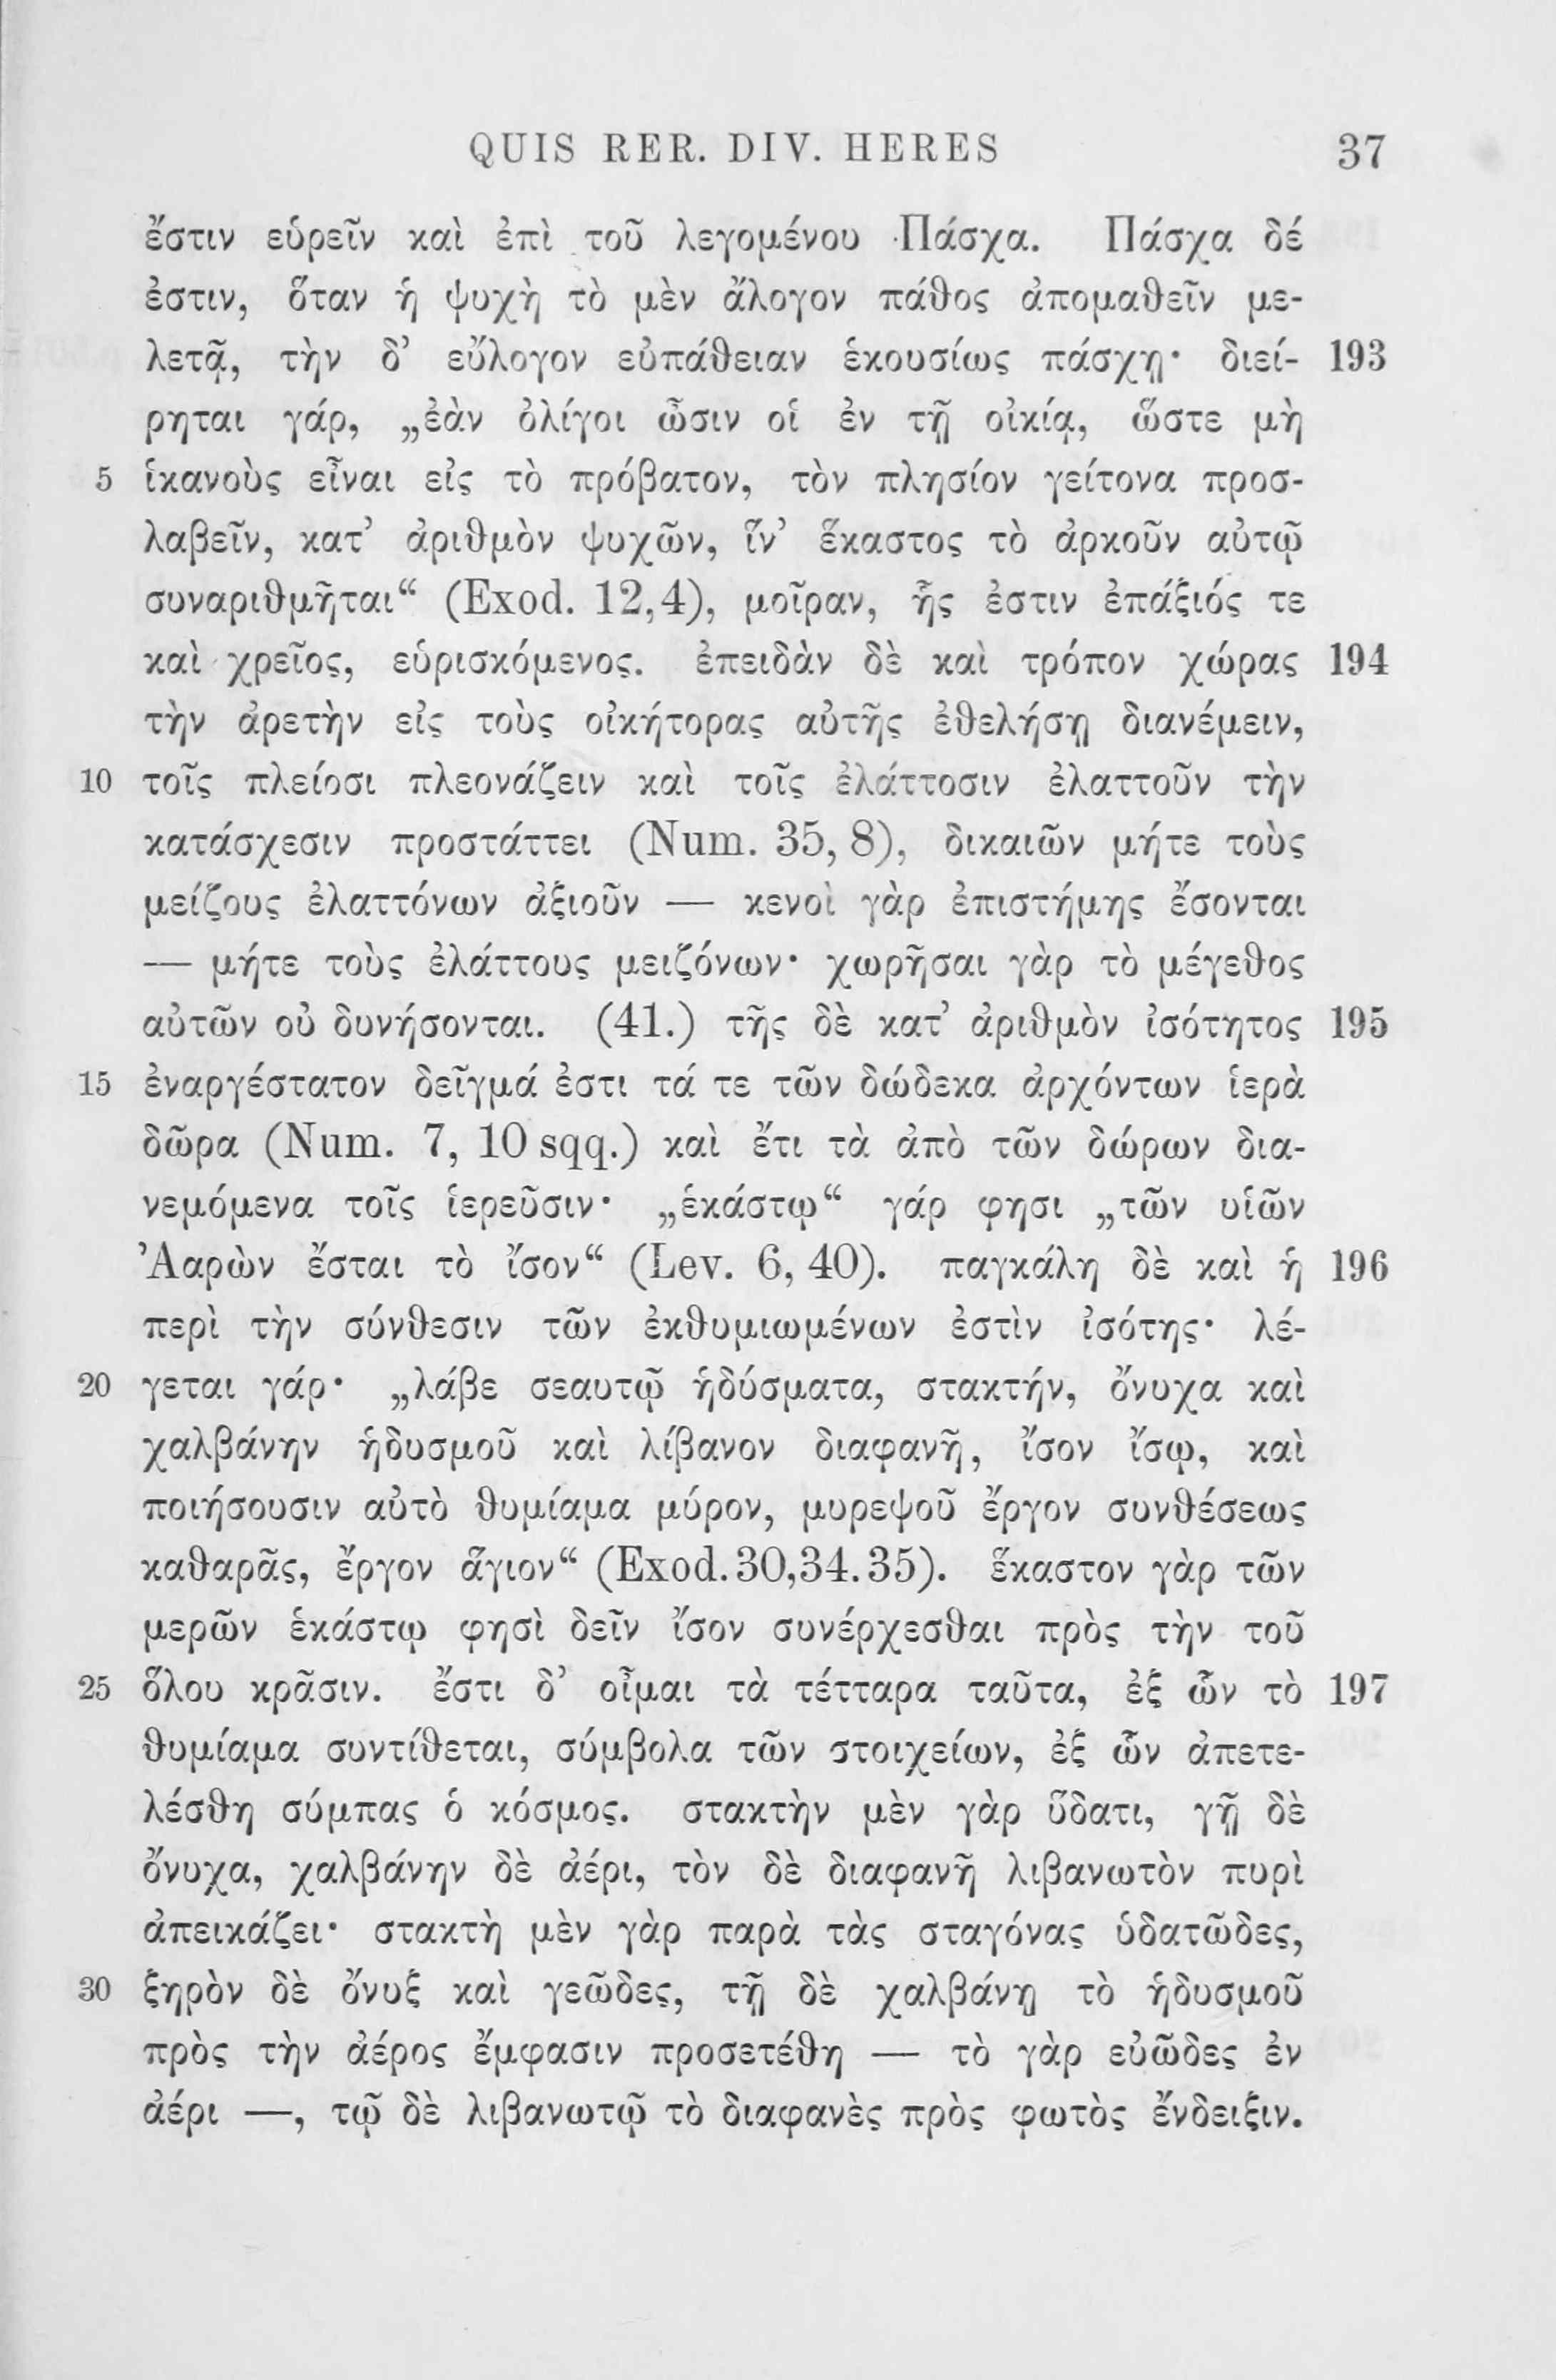 QUIS RER. DIV. HERES 37
ἔστιν εὑρεῖν καὶ ἐπὶ τοῦ λεγομένου Πάσχα. Πάσχα δέ
ἐστιν, ὅταν ἡ ψυχὴ τὸ μὲν ἄλογον πάθος ἀπομαθεῖν με-
λετᾷ, τὴν δ’ εὔλογον εὐπάθειαν ἑκουσίως πάσχῃ· διεί- 193
ρηται γάρ, „ἐὰν ὀλίγοι ὦσιν οἱ ἐν τῇ οἰκίᾳ, ὥστε μὴ
5 ἱκανοὺς εἶναι εἰς τὸ πρόβατον, τὸν πλησίον γείτονα προσ-
λαβεῖν, κατ’ ἀριθμὸν ψυχῶν, ἵν’ ἕκαστος τὸ ἀρκοῦν αὑτῷ
συναριθμῆται“ (Exod. 12,4), μοῖραν, ἧς ἐστιν ἐπάξιός τε
καὶ χρεῖος, εὑρισκόμενος. ἐπειδὰν δὲ καὶ τρόπον χώρας 194
τὴν ἀρετὴν εἰς τοὺς οἰκήτορας αὐτῆς ἐθελήσῃ διανέμειν,
10 τοῖς πλείοσι πλεονάζειν καὶ τοῖς ἐλάττοσιν ἐλαττοῦν τὴν
κατάσχεσιν προστάττει (Num. 35, 8), δικαιῶν μήτε τοὺς
μείζους ἐλαττόνων ἀξιοῦν — κενοὶ γὰρ ἐπιστήμης ἔσονται
— μήτε τοὺς ἐλάττους μειζόνων· χωρῆσαι γὰρ τὸ μέγεθος
αὐτῶν οὐ δυνήσονται. (41.) τῆς δὲ κατ’ ἀριθμὸν ἰσότητος 195
15 ἐναργέστατον δεῖγμά ἐστι τά τε τῶν δώδεκα ἀρχόντων ἱερὰ
δῶρα (Num. 7, 10 sqq.) καὶ ἔτι τὰ ἀπὸ τῶν δώρων δια-
νεμόμενα τοῖς ἱερεῦσιν· „ἑκάστῳ“ γάρ φησι „τῶν υἱῶν
Ἀαρὼν ἔσται τὸ ἴσον“ (Lev. 6, 40). παγκάλη δὲ καὶ ἡ 196
περὶ τὴν σύνθεσιν τῶν ἐκθυμιωμένων ἐστὶν ἰσότης· λέ-
20 γεται γάρ· „λάβε σεαυτῷ ἡδύσματα, στακτήν, ὄνυχα καὶ
χαλβάνην ἡδυσμοῦ καὶ λίβανον διαφανῆ, ἴσον ἴσῳ, καὶ
ποιήσουσιν αὐτὸ θυμίαμα μύρον, μυρεψοῦ ἔργον συνθέσεως
καθαρᾶς, ἔργον ἅγιον“ (Exod. 30,34. 35). ἕκαστον γὰρ τῶν
μερῶν ἑκάστῳ φησὶ δεῖν ἴσον συνέρχεσθαι πρὸς τὴν τοῦ
25 ὅλου κρᾶσιν. ἔστι δ’ οἶμαι τὰ τέτταρα ταῦτα, ἐξ ὧν τὸ 197
θυμίαμα συντίθεται, σύμβολα τῶν στοιχείων, ἐξ ὧν ἀπετε-
λέσθη σύμπας ὁ κόσμος. στακτὴν μὲν γὰρ ὕδατι, γῇ δὲ
ὄνυχα, χαλβάνην δὲ ἀέρι, τὸν δὲ διαφανῆ λιβανωτὸν πυρὶ
ἀπεικάζει· στακτὴ μὲν γὰρ παρὰ τὰς σταγόνας ὑδατῶδες,
30 ξηρὸν δὲ ὄνυξ καὶ γεῶδες, τῇ δὲ χαλβάνῃ τὸ ἡδυσμοῦ
πρὸς τὴν ἀέρος ἔμφασιν προσετέθη — τὸ γὰρ εὐῶδες ἐν
ἀέρι —, τῷ δὲ λιβανωτῷ τὸ διαφανὲς πρὸς φωτὸς ἔνδειξιν.